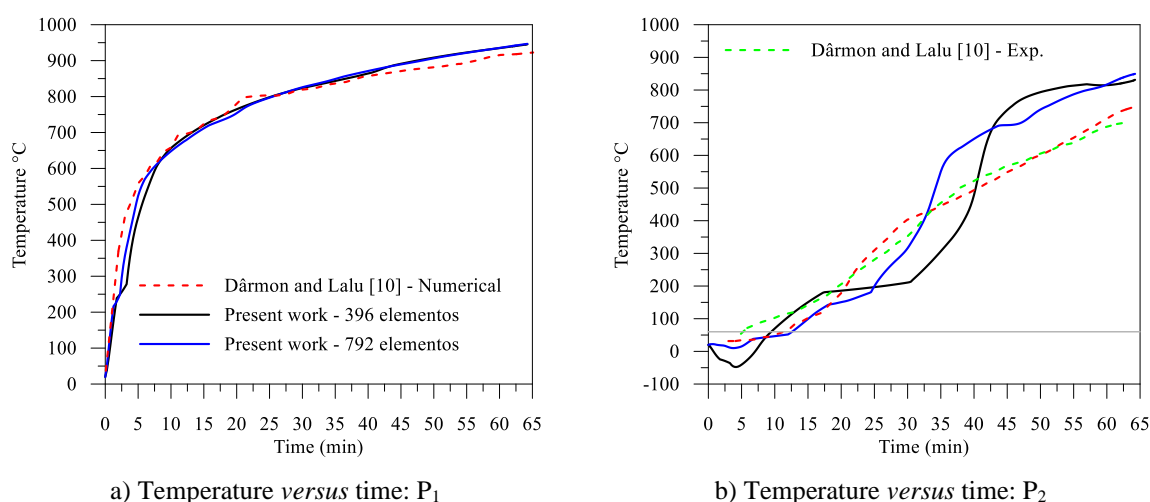 1000
900
800
700
600
500
400
300
200
100
0
Temperature °C
0 5 10 15 20 25 30 35 40 45 50 55 60 65
Time (min)
Dârmon and Lalu [10] - Numerical
Present work - 396 elementos
Present work - 792 elementos
a) Temperature versus time: P1
1000
900
800
700
600
500
400
300
200
100
0
-100
Temperature °C
0 5 10 15 20 25 30 35 40 45 50 55 60 65
Time (min)
Dârmon and Lalu [10] - Exp.
b) Temperature versus time: P2